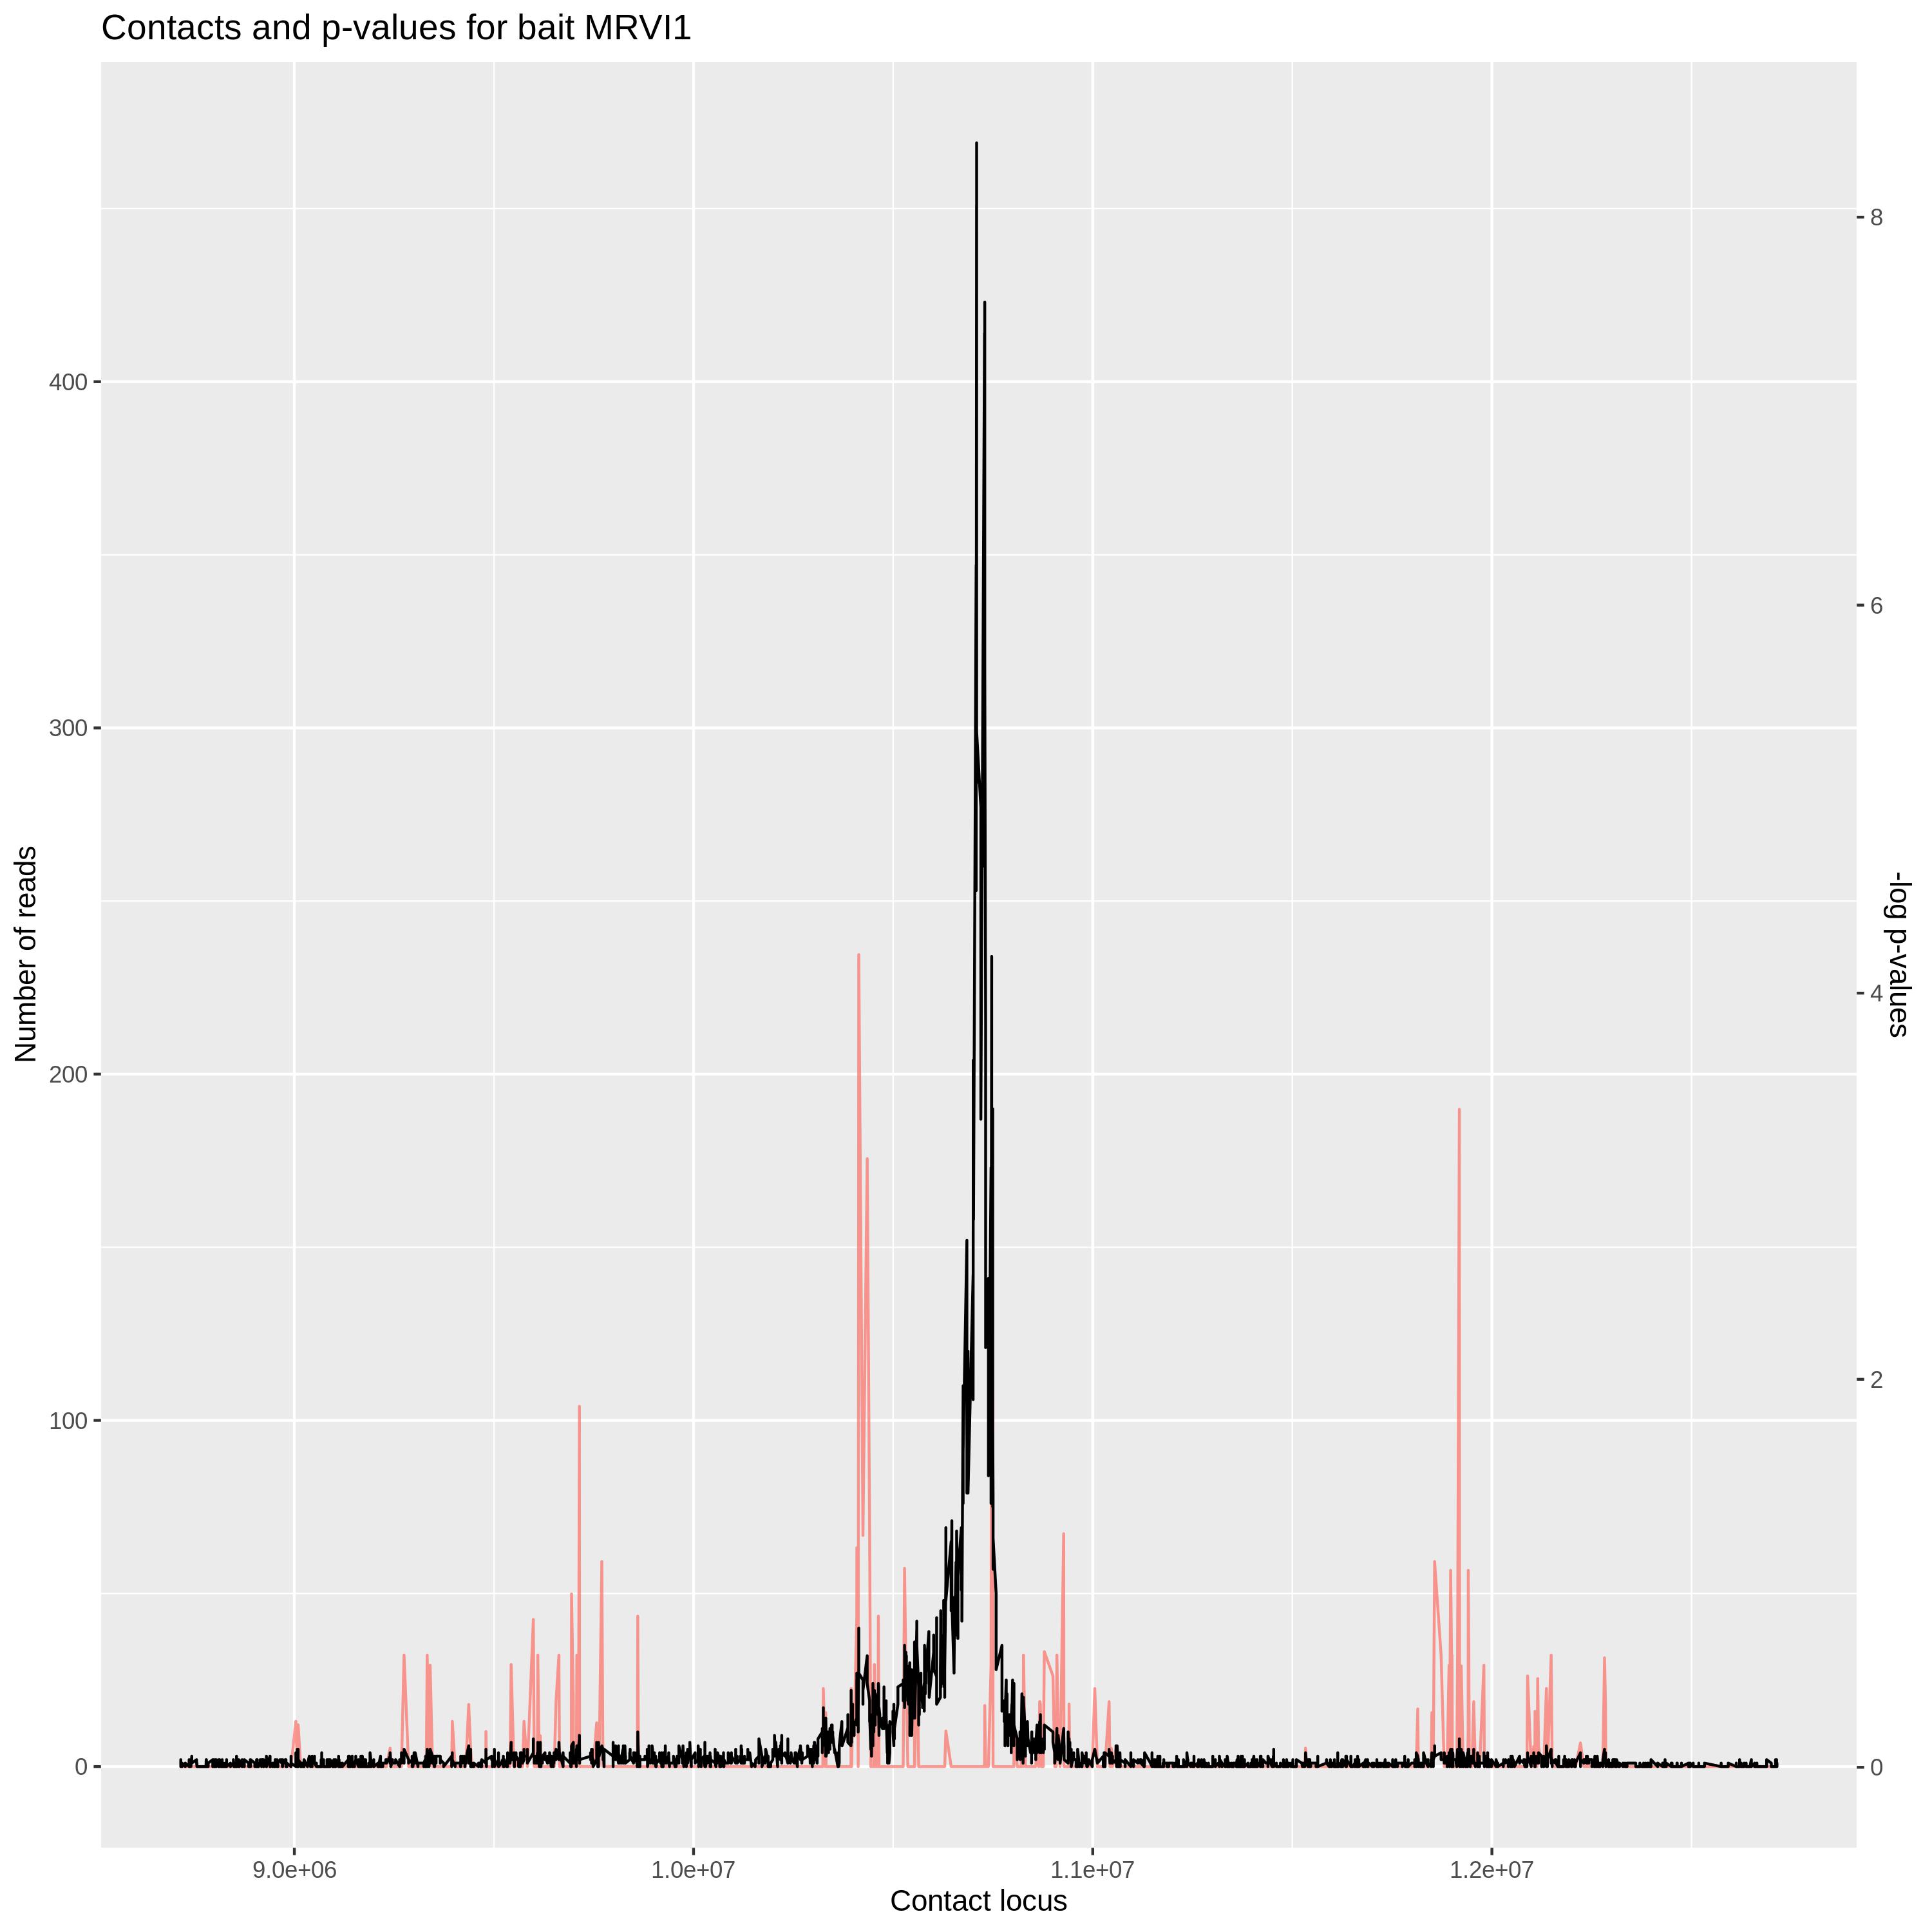 Contacts and p-values for bait MRVI1
Number of reads
400
300
200
100
0
8
6
4
2
0
-log p-values
9.0e+06
1.0e+07
1.1e+07
1.2e+07
Contact locus